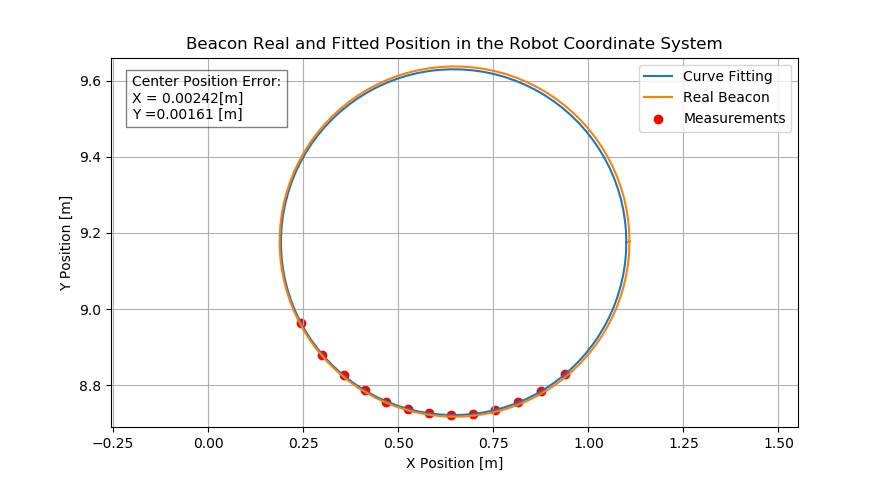 Beacon Real and Fitted Position in the Robot Coordinate System
Center Position Error:
X = 0.00242[m]
Y =0.00161 [m]
Curve Fitting
Real Beacon
Measurements
9.6
9.4
9.2
9.0
8.8
Y Position [m]
−0.25 0.00 0.25 0.50 0.75 1.00 1.25 1.50
X Position [m]